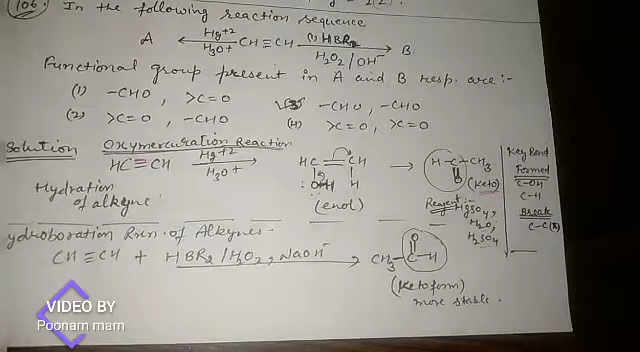 106. In the following reaction sequence
A ←Hg+2 H3O+ CH≡CH (1) HBR2 H2O2/OH⁻→ B
Functional group present in A and B resp. are:-
(1) -CHO, >C=O (3) -CHO, -CHO
(2) >C=O, -CHO (4) >C=O, >C=O
Solution Oxymercuration Reaction
HC≡CH Hg+2 H3O+ → HC=CH → H-C-CH3
Hydration of alkyne
:OH H
(enol)
O (Keto)
Reagent:- HgSO4, H2O, H2SO4
Key Bond Formed
C-OH
C-H
Break
C-C(π)
ydroboration Rxn. of Alkynes-
CH≡CH + HBR2/H2O2, NaOH → CH3-C-H
O
(Keto form)
more stable.
VIDEO BY
Poonam mam